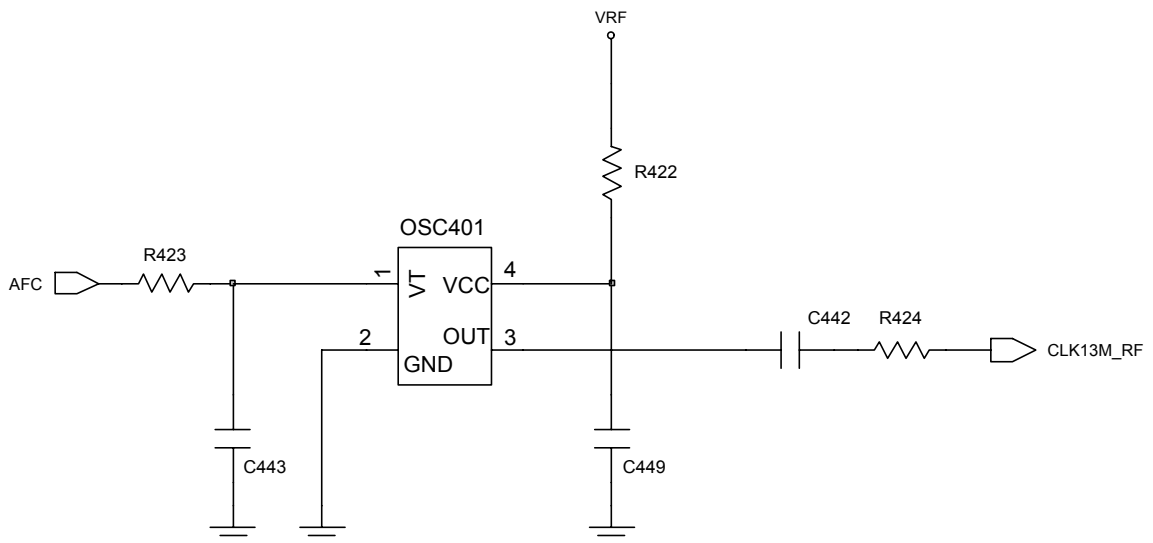 VRF
R422
OSC401
R423
AFC
1
VT
VCC
4
C442
R424
2
OUT
3
GND
CLK13M_RF
C443
C449